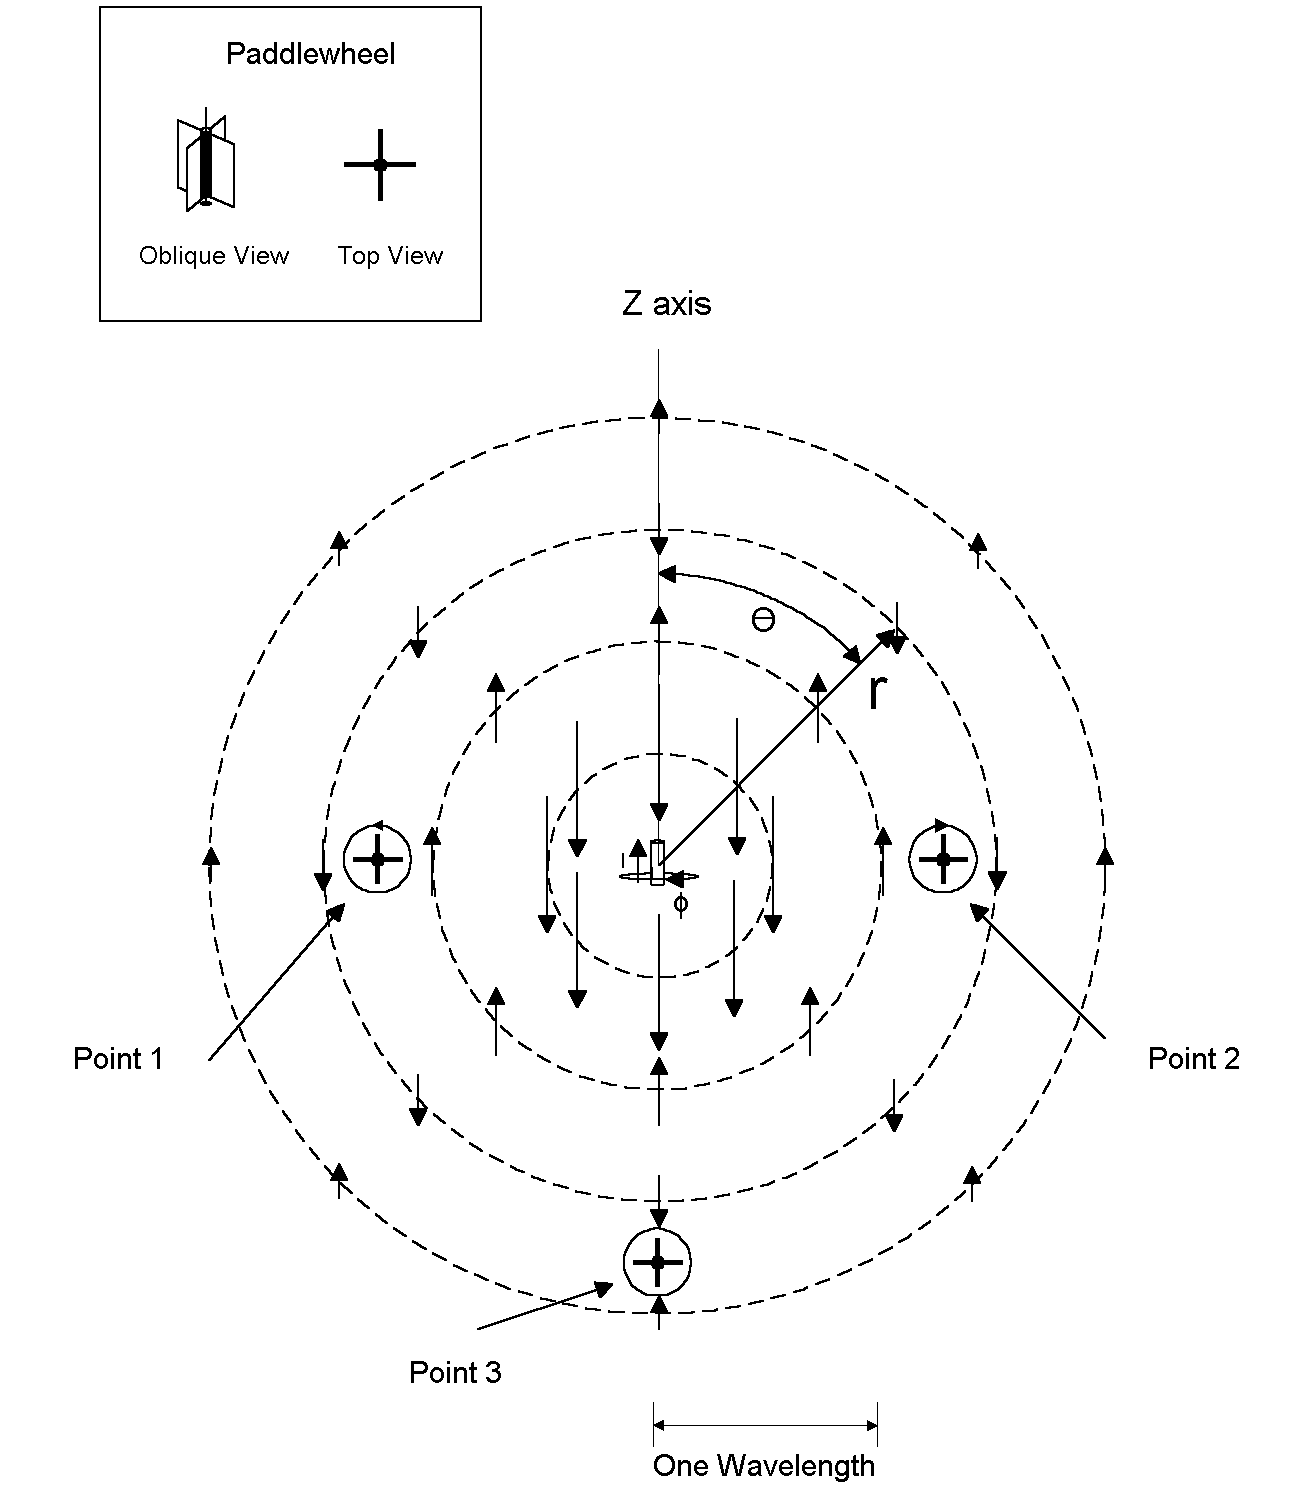 Paddlewheel
Oblique View
Top View
Z axis
Θ
r
I
ϕ
Point 1
Point 2
Point 3
One Wavelength